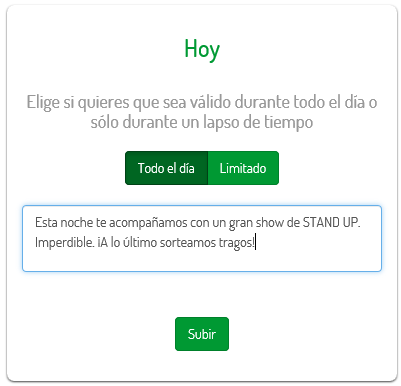 Hoy
Elige si quieres que sea válido durante todo el día o
sólo durante un lapso de tiempo
Todo el día Limitado
Esta noche te acompañamos con un gran show de STAND UP.
Imperdible. ¡A lo último sorteamos tragos!
Subir